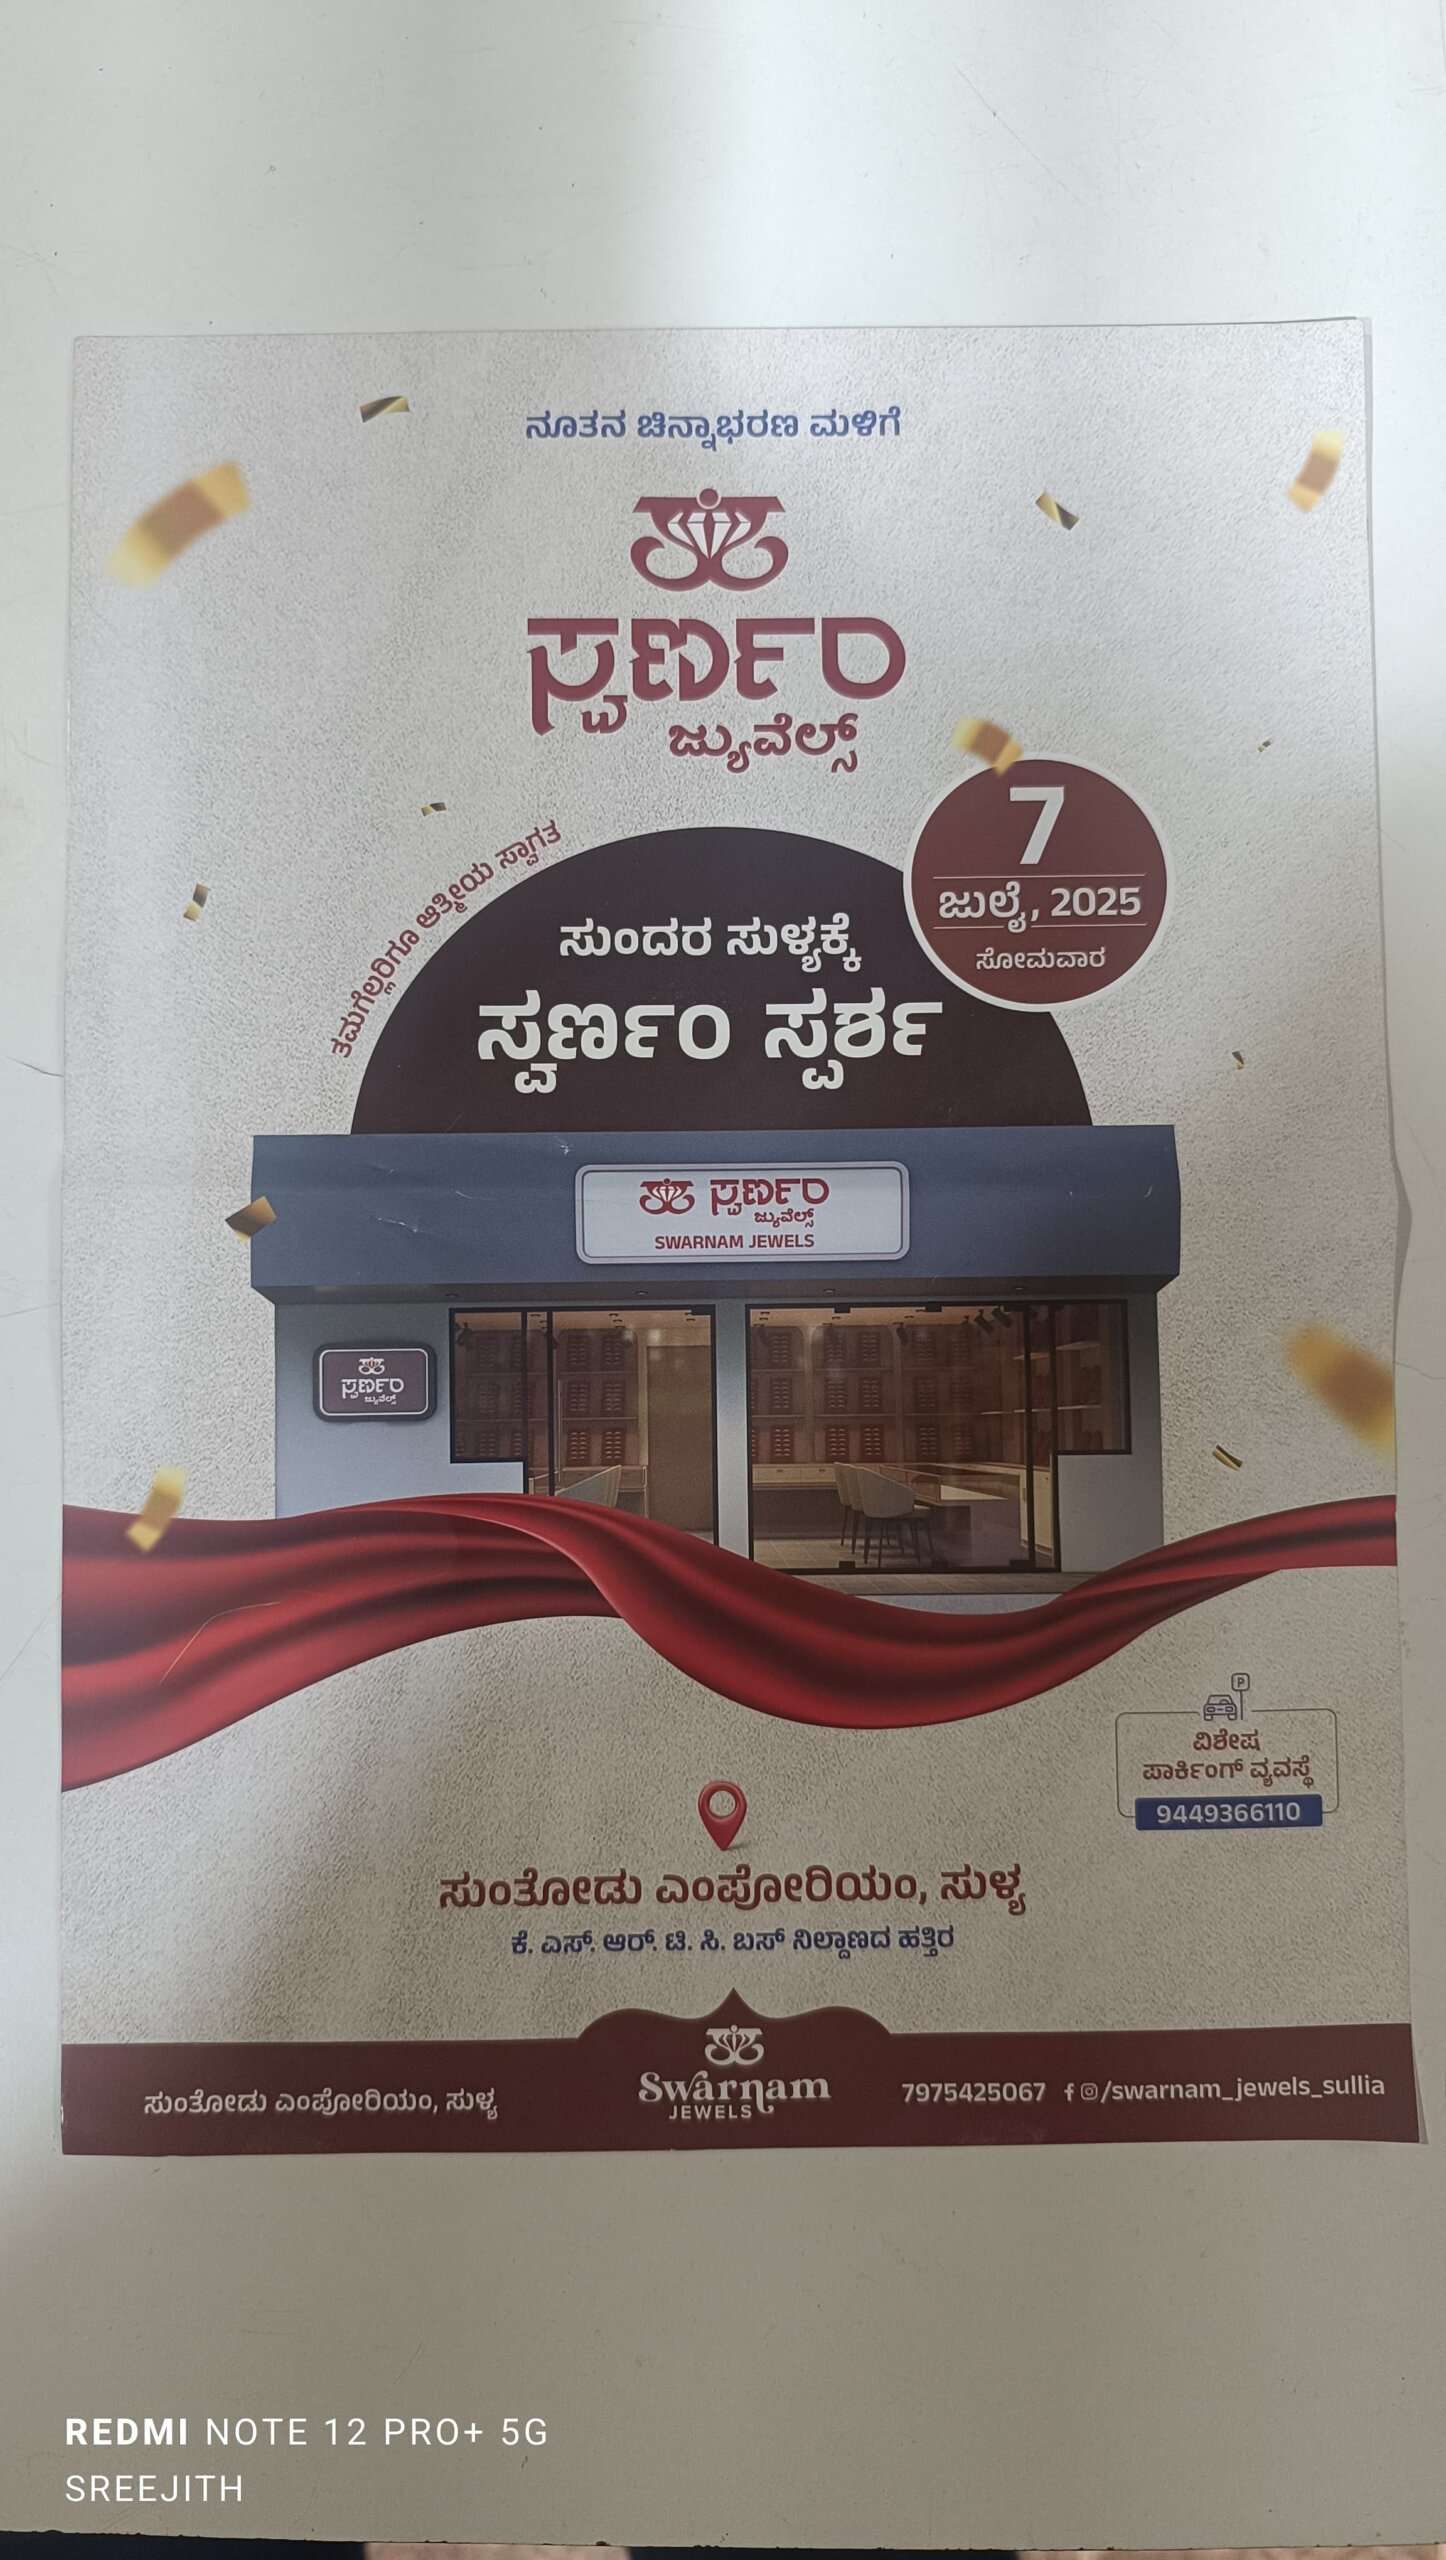 ನೂತನ ಚಿನ್ನಾಭರಣ ಮಳಿಗೆ
ಸ್ವರ್ಣಂ
ಜ್ಯುವೆಲ್ಸ್
7
ಜುಲೈ, 2025
ಸೋಮವಾರ
ತಮಗೆಲ್ಲರಿಗೂ ಆತ್ಮೀಯ ಸ್ವಾಗತ
ಸುಂದರ ಸುಳ್ಯಕ್ಕೆ
ಸ್ವರ್ಣಂ ಸ್ಪರ್ಶ
ಸ್ವರ್ಣಂ
ಜ್ಯುವೆಲ್ಸ್
SWARNAM JEWELS
ಸ್ವರ್ಣಂ
ಜ್ಯುವೆಲ್ಸ್
P
ವಿಶೇಷ
ಪಾರ್ಕಿಂಗ್ ವ್ಯವಸ್ಥೆ
9449366110
ಸುಂತೋಡು ಎಂಪೋರಿಯಂ, ಸುಳ್ಯ
ಕೆ. ಎಸ್. ಆರ್. ಟಿ. ಸಿ. ಬಸ್ ನಿಲ್ದಾಣದ ಹತ್ತಿರ
ಸುಂತೋಡು ಎಂಪೋರಿಯಂ, ಸುಳ್ಯ
Swarnam
JEWELS
7975425067 /swarnam_jewels_sullia
REDMI NOTE 12 PRO+ 5G
SREEJITH